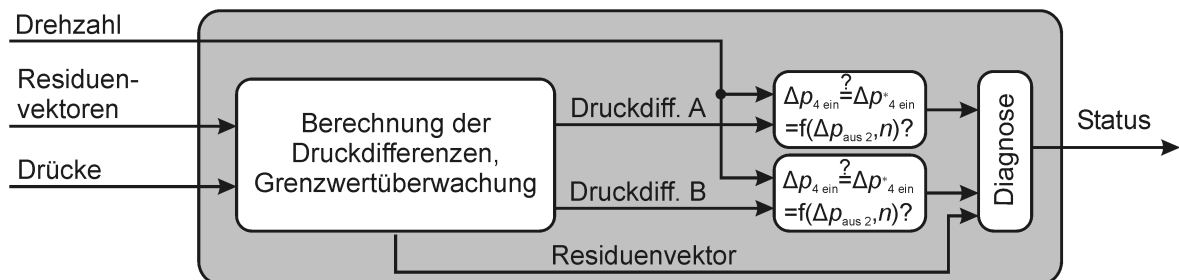 Drehzahl
Residuen-
vektoren
Drücke
Berechnung der
Druckdifferenzen,
Grenzwertüberwachung
Druckdiff. A
Druckdiff. B
Residuenvektor
?
Δp4 ein=Δp*4 ein
=f(Δpaus 2,n)?
?
Δp4 ein=Δp*4 ein
=f(Δpaus 2,n)?
Diagnose
Status